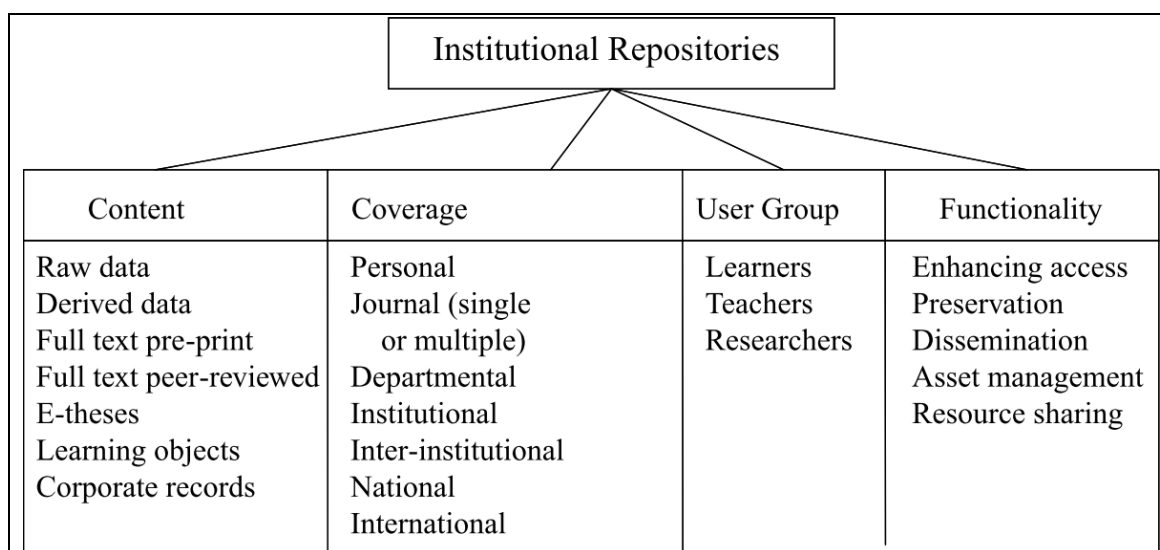 Institutional Repositories
Content
Raw data
Derived data
Full text pre-print
Full text peer-reviewed
E-theses
Learning objects
Corporate records
Coverage
Personal
Journal (single
or multiple)
Departmental
Institutional
Inter-institutional
National
International
User Group
Learners
Teachers
Researchers
Functionality
Enhancing access
Preservation
Dissemination
Asset management
Resource sharing